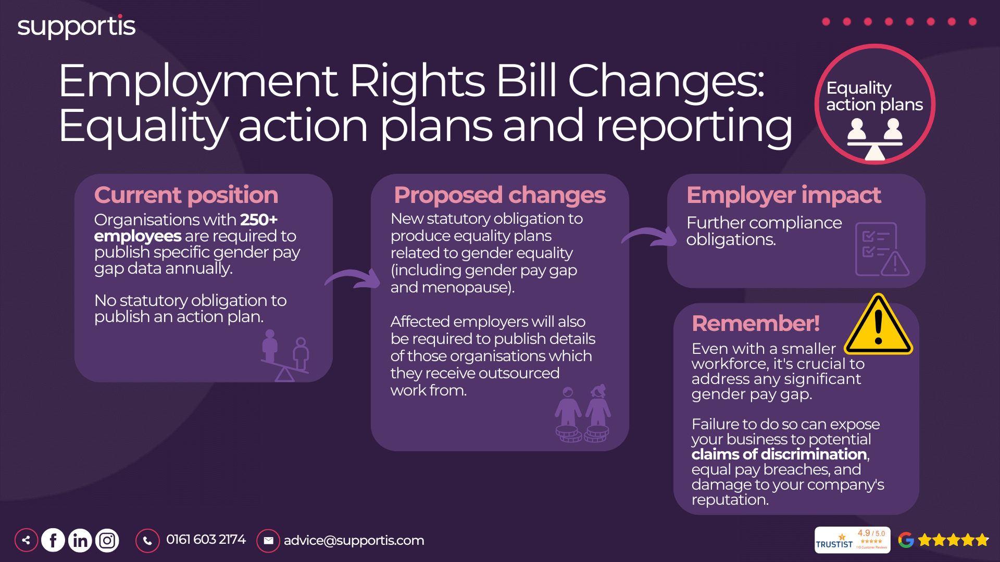 supportis
Employment Rights Bill Changes:
Equality action plans and reporting
Equality
action plans
Current position
Organisations with 250+
employees are required to
publish specific gender pay
gap data annually.
No statutory obligation to
publish an action plan.
Proposed changes
New statutory obligation to
produce equality plans
related to gender equality
(including gender pay gap
and menopause).
Affected employers will also
be required to publish details
of those organisations which
they receive outsourced
work from.
Employer impact
Further compliance
obligations.
Remember!
Even with a smaller
workforce, it's crucial to
address any significant
gender pay gap.
Failure to do so can expose
your business to potential
claims of discrimination,
equal pay breaches, and
damage to your company's
reputation.
0161 603 2174
advice@supportis.com
TRUSTIST
4.9 / 5.0
118 Customer Reviews